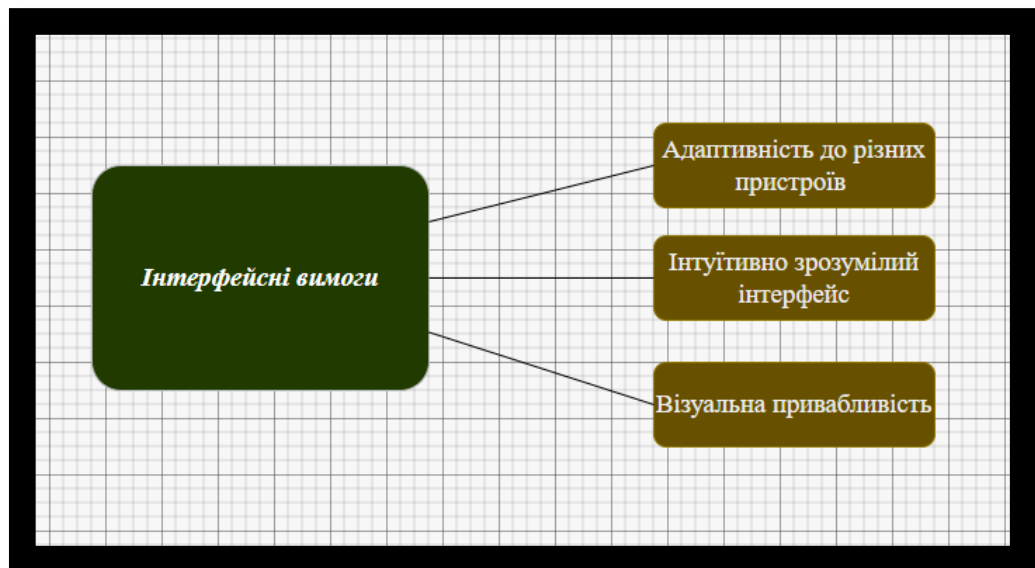 Інтерфейсні вимоги
Адаптивність до різних
пристроїв
Інтуїтивно зрозумілий
інтерфейс
Візуальна привабливість